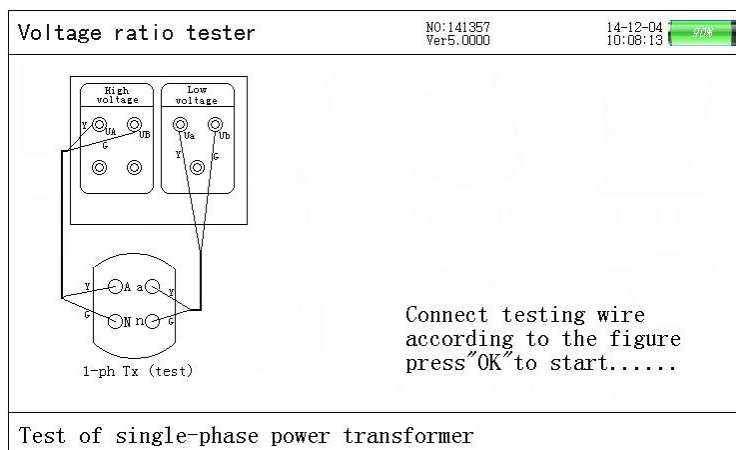 Voltage ratio tester
NO:141357
Ver5.0000
14-12-04
10:08:13
90%
High
voltage
Low
voltage
Y
UA
UB
G
Ua
Ub
Y
G
Y
A
a
Y
G
N
n
G
1-ph Tx (test)
Connect testing wire
according to the figure
press"OK"to start......
Test of single-phase power transformer